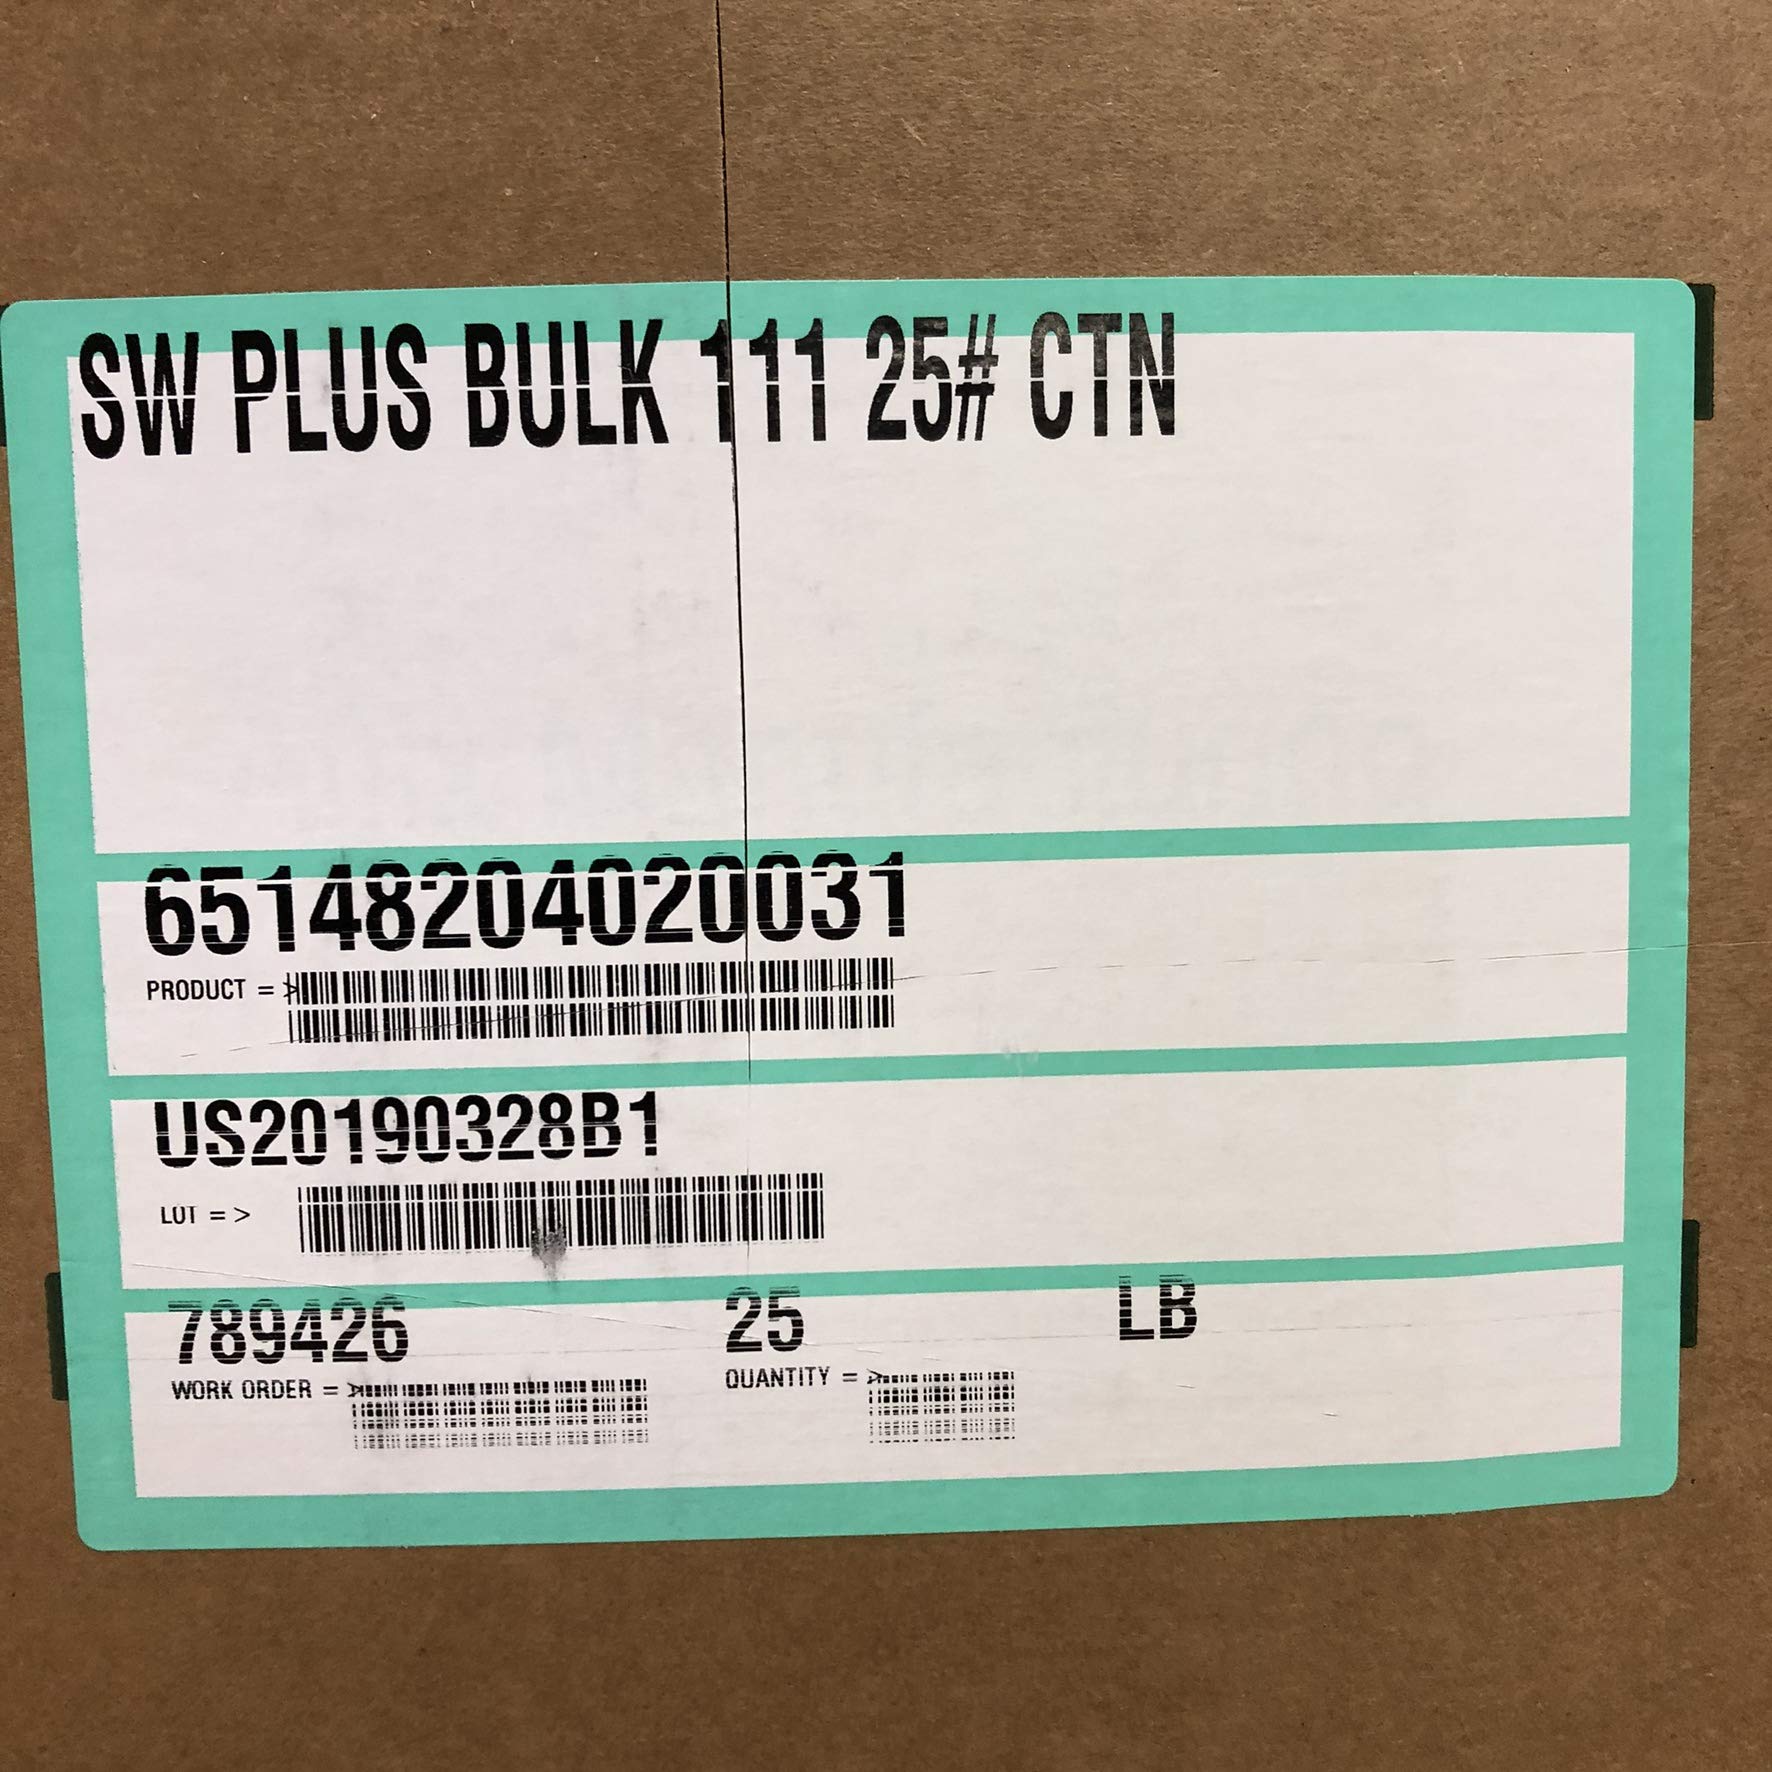 SW PLUS BULK 111 25# CTN
65148204020031
PRODUCT =>
US20190328B1
LOT =>
789426 25 LB
WORK ORDER => QUANTITY =>